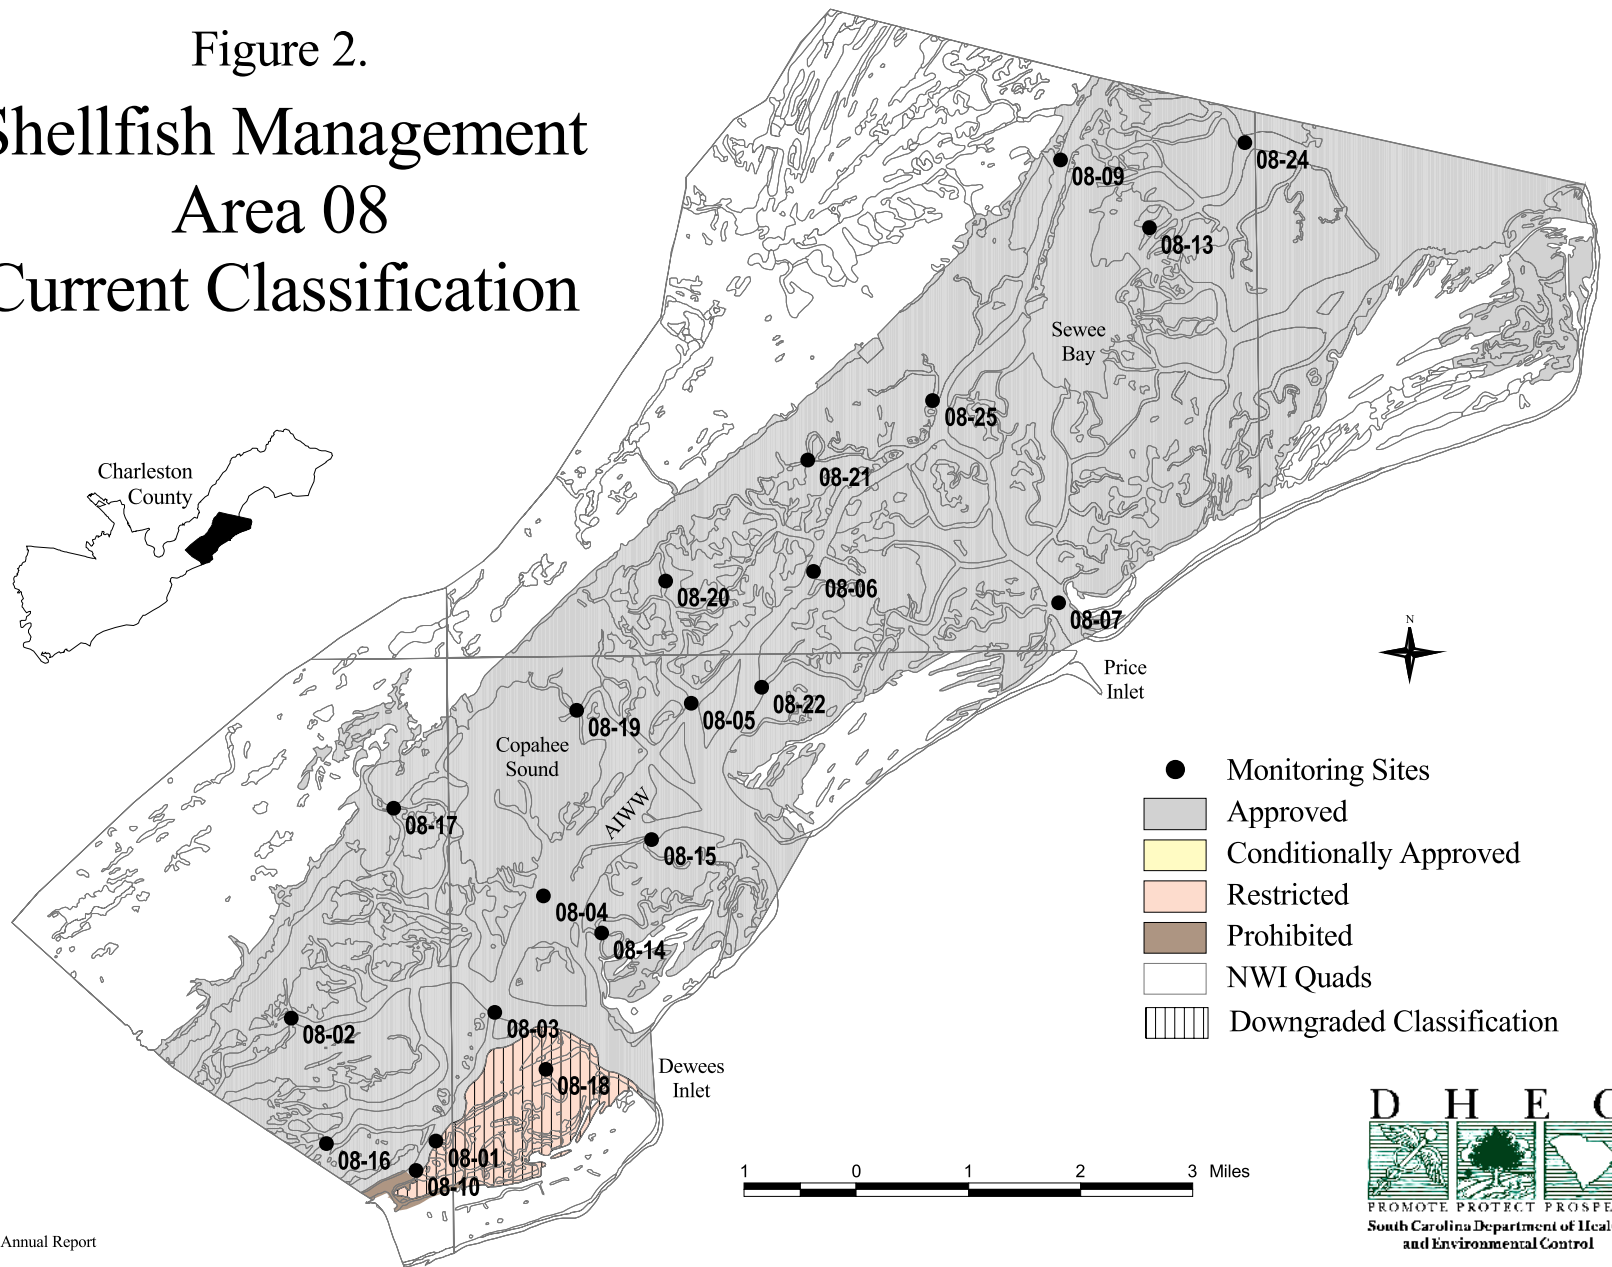 Figure 2.
Shellfish Management
Area 08
Current Classification
Charleston
County
08-09
08-24
08-13
Sewee
Bay
08-25
08-21
08-06
08-20
08-07
Price
Inlet
N
08-22
08-05
08-19
Copahee
Sound
AIWW
08-17
08-15
08-04
08-14
08-02
08-03
08-18
Dewees
Inlet
08-16
08-01
08-10
Monitoring Sites
Approved
Conditionally Approved
Restricted
Prohibited
NWI Quads
Downgraded Classification
1 0 1 2 3 Miles
D H E C
PROMOTE PROTECT PROSPE
South Carolina Department of Heal
and Environmental Control
Annual Report